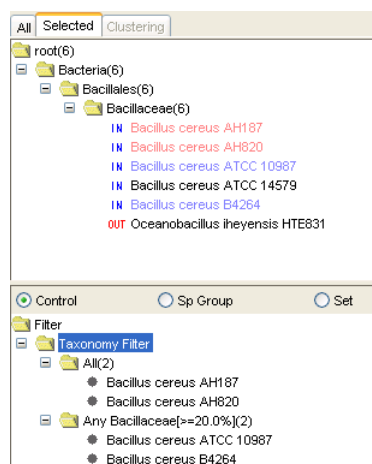 All Selected Clustering
root(6)
Bacteria(6)
Bacillales(6)
Bacillaceae(6)
IN Bacillus cereus AH187
IN Bacillus cereus AH820
IN Bacillus cereus ATCC 10987
IN Bacillus cereus ATCC 14579
IN Bacillus cereus B4264
OUT Oceanobacillus iheyensis HTE831
Control Sp Group Set
Filter
Taxonomy Filter
All(2)
Bacillus cereus AH187
Bacillus cereus AH820
Any Bacillaceae[>=20.0%](2)
Bacillus cereus ATCC 10987
Bacillus cereus B4264